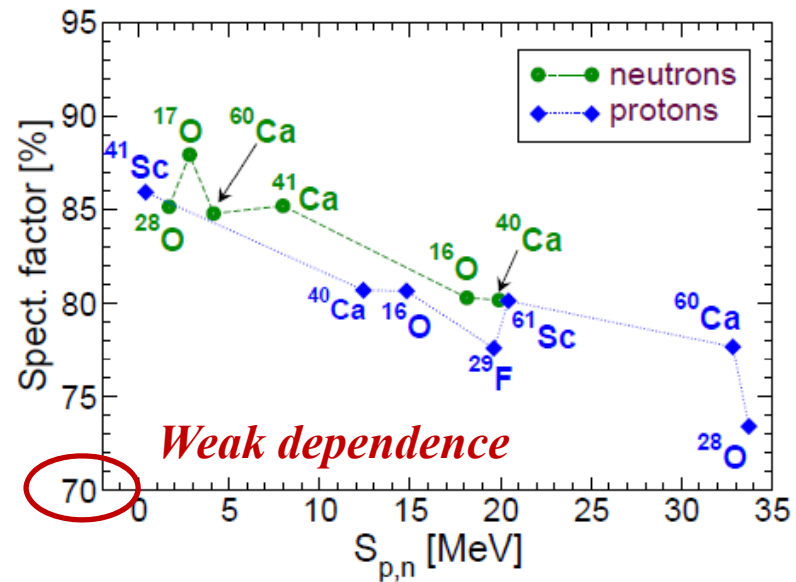 95
90
85
80
75
70
Spect. factor [%]
neutrons
protons
¹⁷O
⁶⁰Ca
⁴¹Sc
⁴¹Ca
²⁸O
¹⁶O
⁴⁰Ca
⁴⁰Ca
¹⁶O
⁶¹Sc
⁶⁰Ca
²⁹F
²⁸O
Weak dependence
0 5 10 15 20 25 30 35
Sₚ,ₙ [MeV]